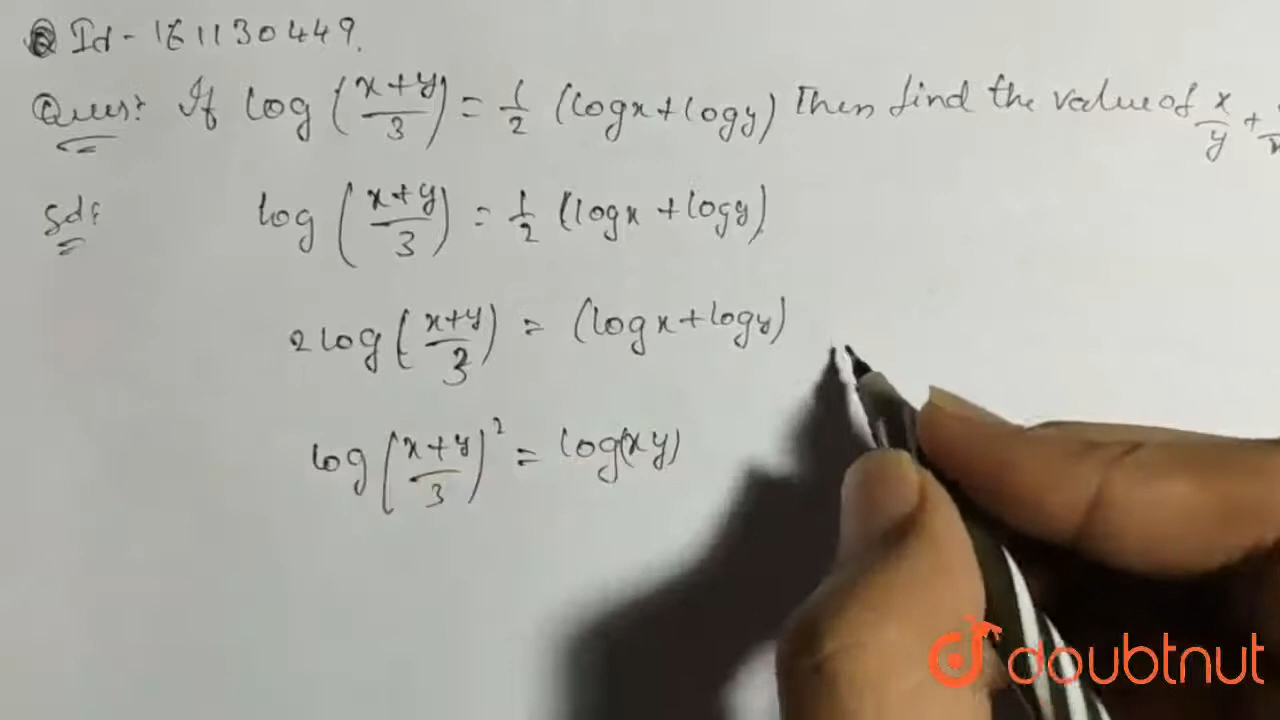 Id - 161130449.
Ques: If log (x+y/3) = 1/2 (logx + logy) Then find the value of x/y +
Sol: log (x+y/3) = 1/2 (logx + logy)
2 log (x+y/3) = (logx + logy)
log (x+y/3)² = log(xy)
doubtnut